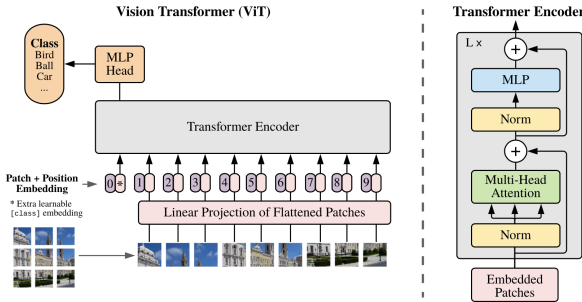 Vision Transformer (ViT)
Class
Bird
Ball
Car
...
MLP
Head
Transformer Encoder
Patch + Position
Embedding
* Extra learnable
[class] embedding
0 * 1 2 3 4 5 6 7 8 9
Linear Projection of Flattened Patches
Transformer Encoder
L x
+
MLP
Norm
+
Multi-Head
Attention
Norm
Embedded
Patches